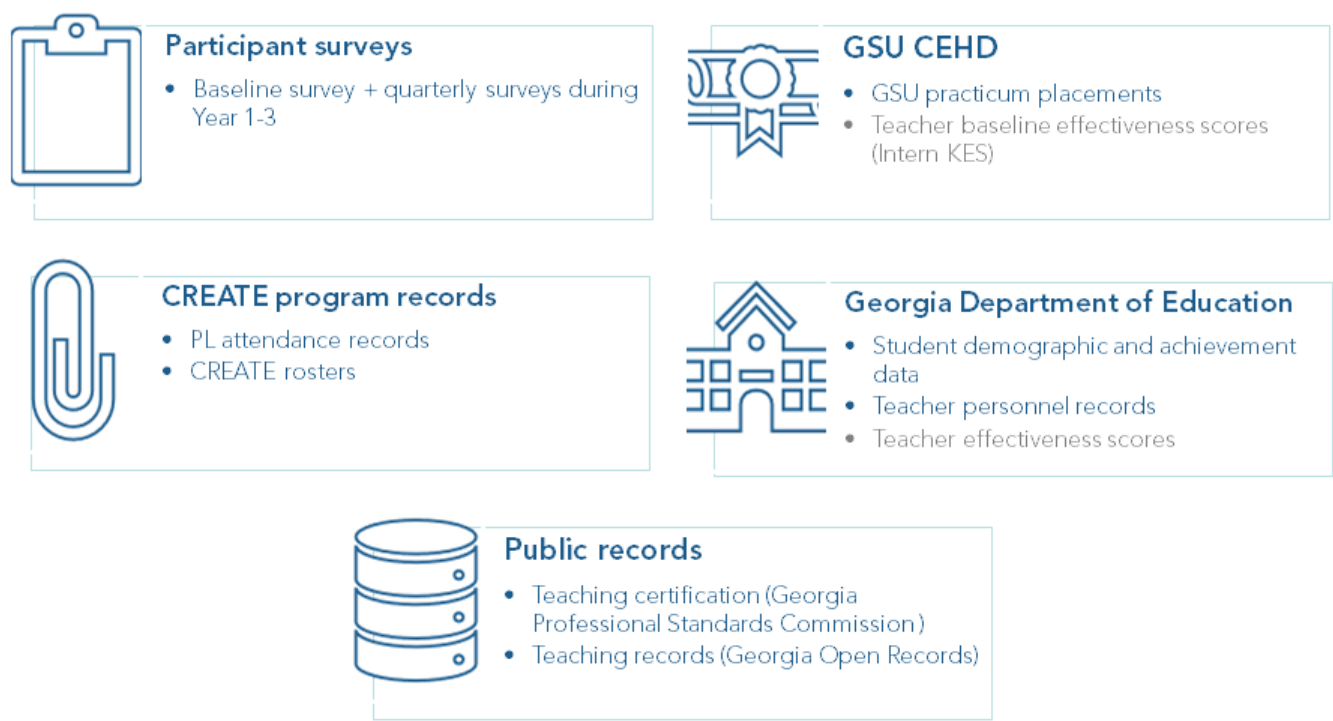 Participant surveys
• Baseline survey + quarterly surveys during
Year 1-3
GSU CEHD
• GSU practicum placements
• Teacher baseline effectiveness scores
(Intern KES)
CREATE program records
• PL attendance records
• CREATE rosters
Georgia Department of Education
• Student demographic and achievement
data
• Teacher personnel records
• Teacher effectiveness scores
Public records
• Teaching certification (Georgia
Professional Standards Commission)
• Teaching records (Georgia Open Records)